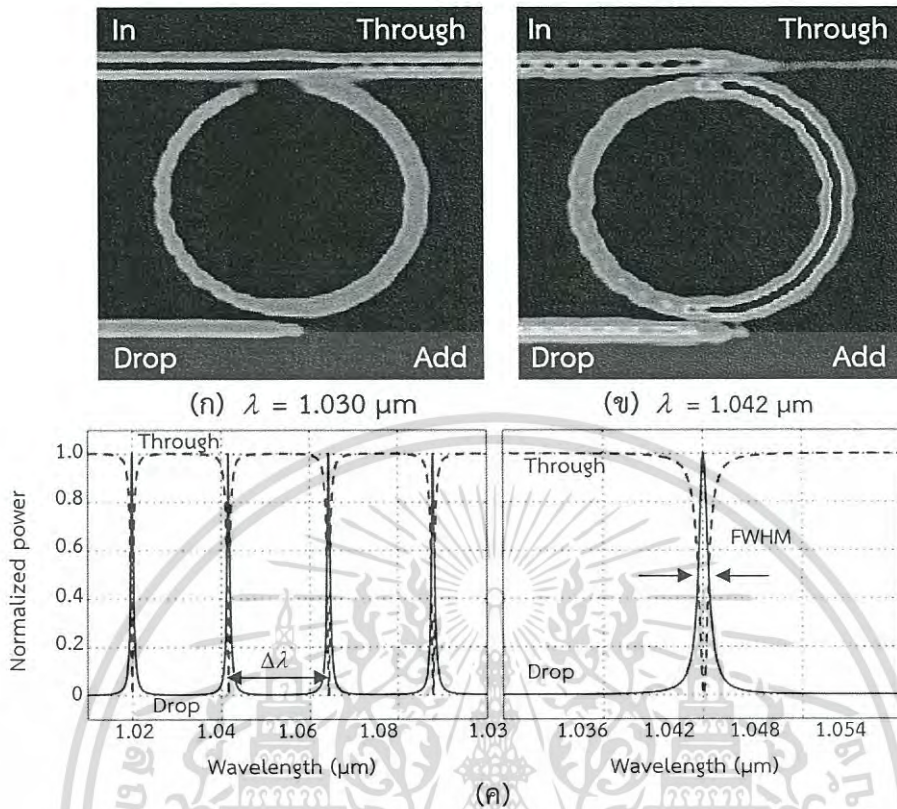 In Through
Drop Add
(ก) λ = 1.030 μm
In Through
Drop Add
(ข) λ = 1.042 μm
Normalized power
1.0
0.8
0.6
0.4
0.2
0
Through
Δλ
Drop
1.02 1.04 1.06 1.08 1.03
Wavelength (μm)
Through
FWHM
Drop
1.036 1.042 1.048 1.054
Wavelength (μm)
(ค)